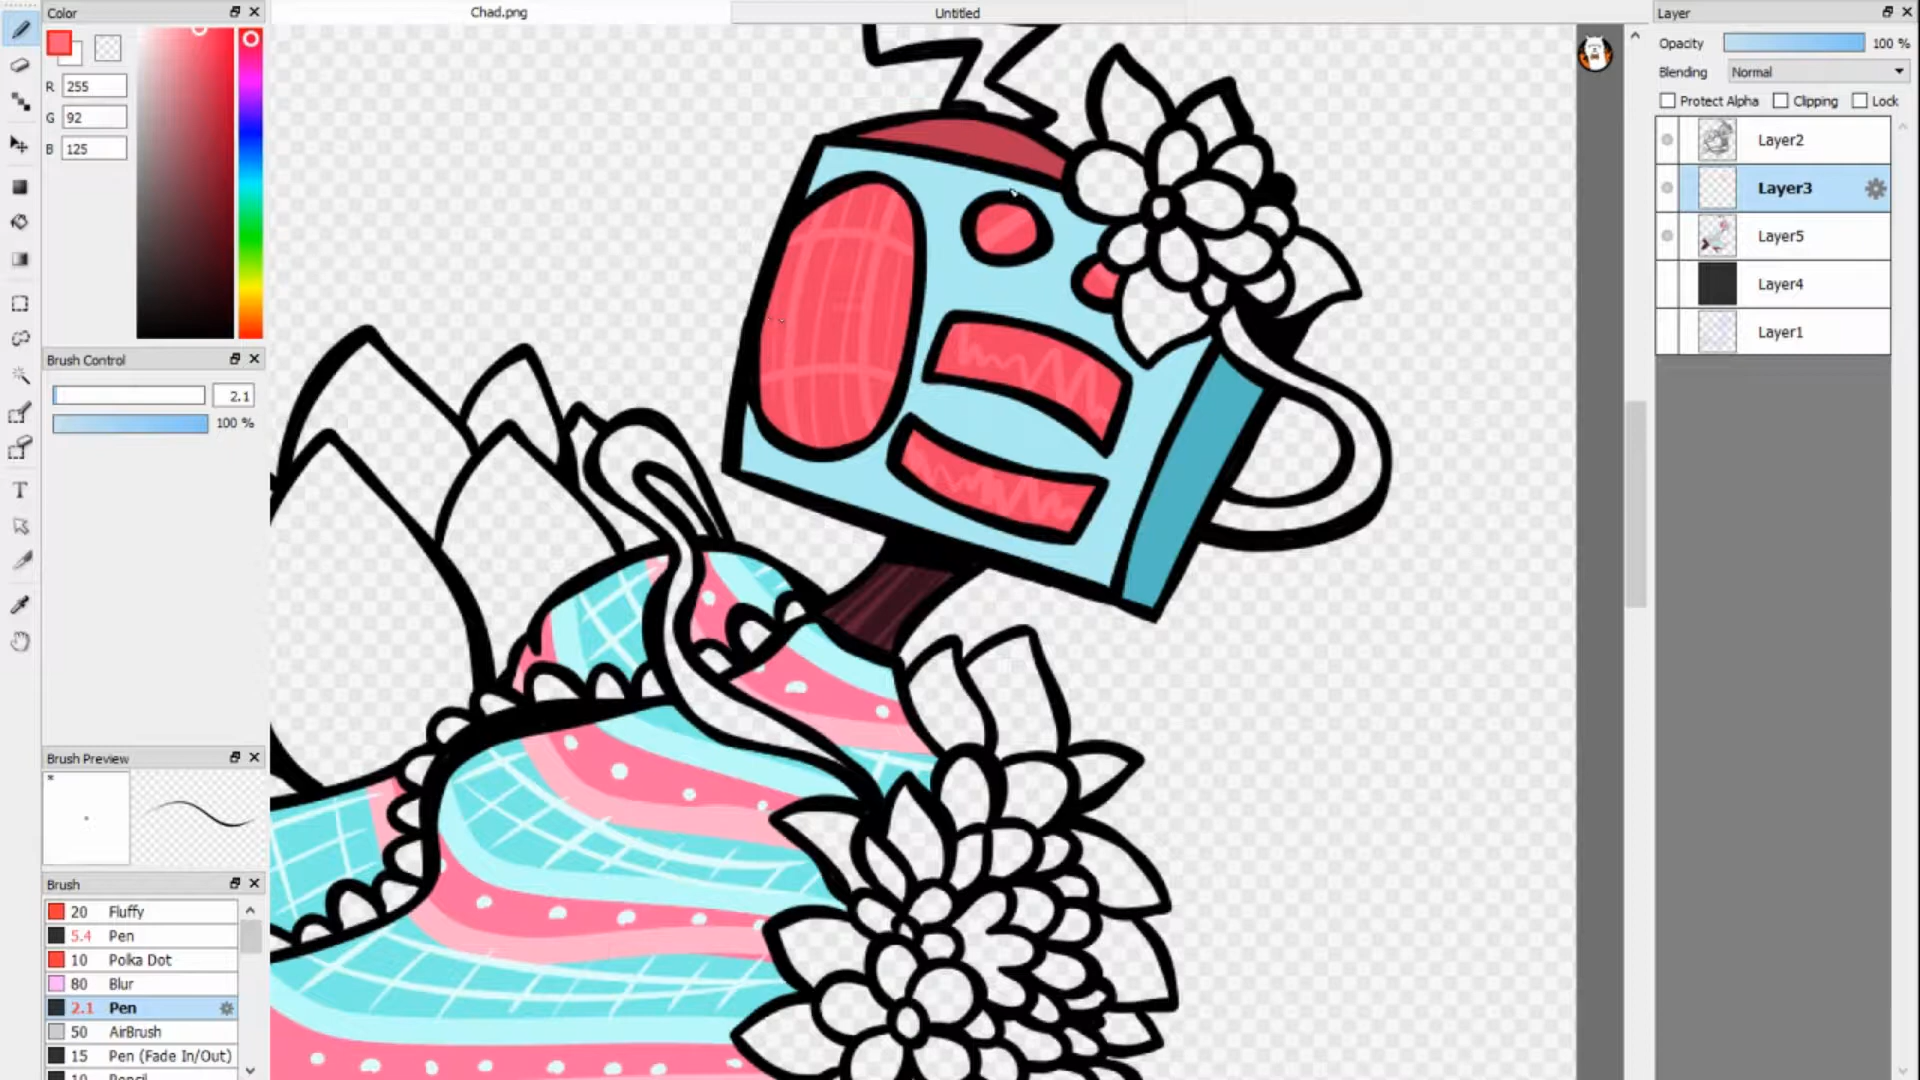 Color
Chad.png
Untitled
Layer
R 255
G 92
B 125
Opacity 100 %
Blending Normal
Protect Alpha Clipping Lock
Layer2
Layer3
Layer5
Layer4
Layer1
Brush Control
2.1
100 %
T
Brush Preview
*
Brush
20 Fluffy
5.4 Pen
10 Polka Dot
80 Blur
2.1 Pen
50 AirBrush
15 Pen (Fade In/Out)
10 Pencil